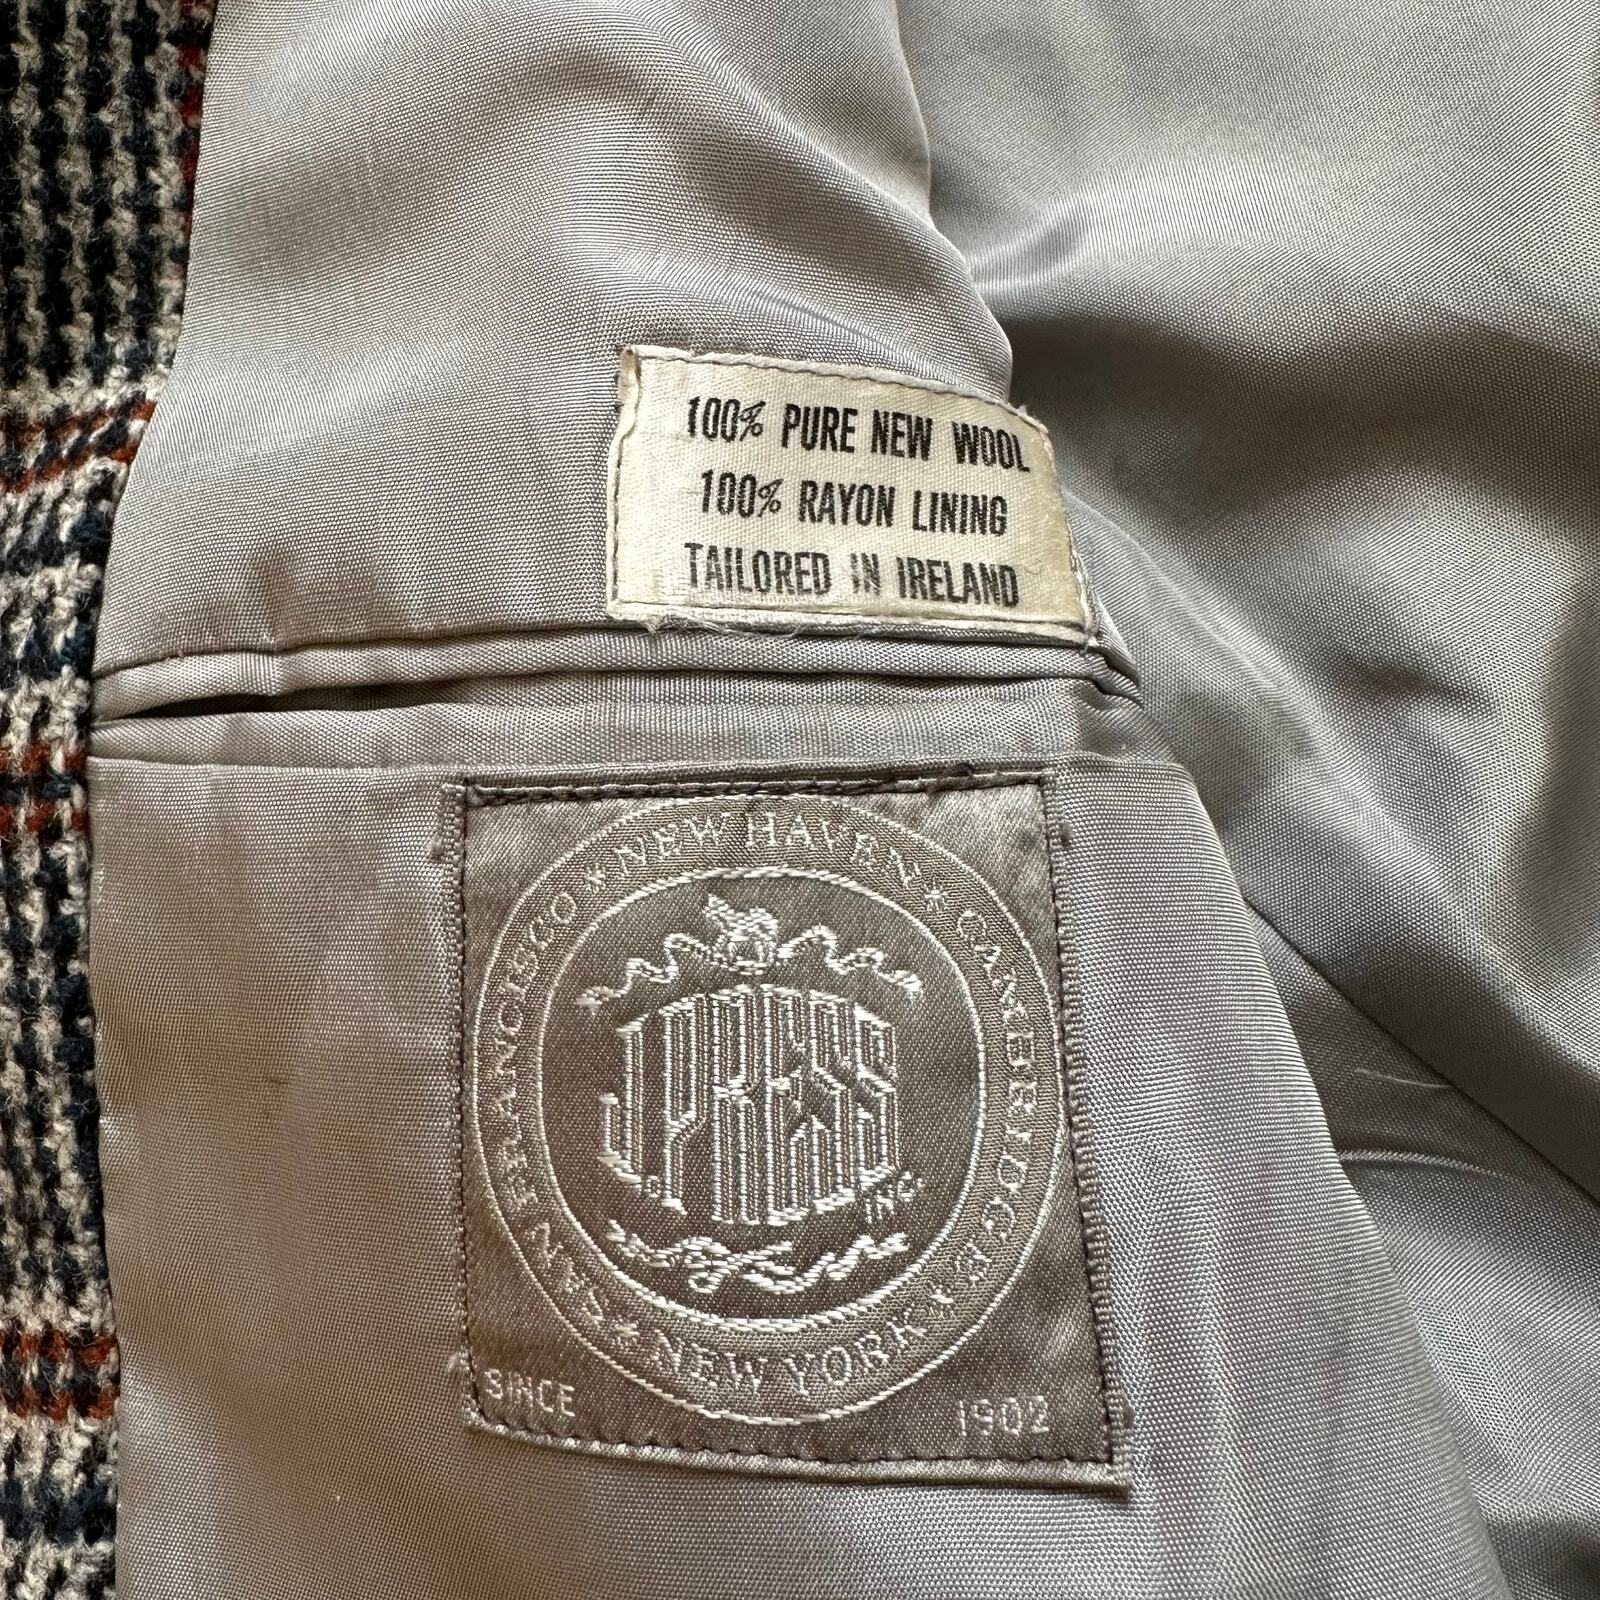 100% PURE NEW WOOL
100% RAYON LINING
TAILORED IN IRELAND
NEW HAVEN * CAMBRIDGE * NEW YORK * SAN FRANCISCO *
J. PRESS
INC.
SINCE 1902